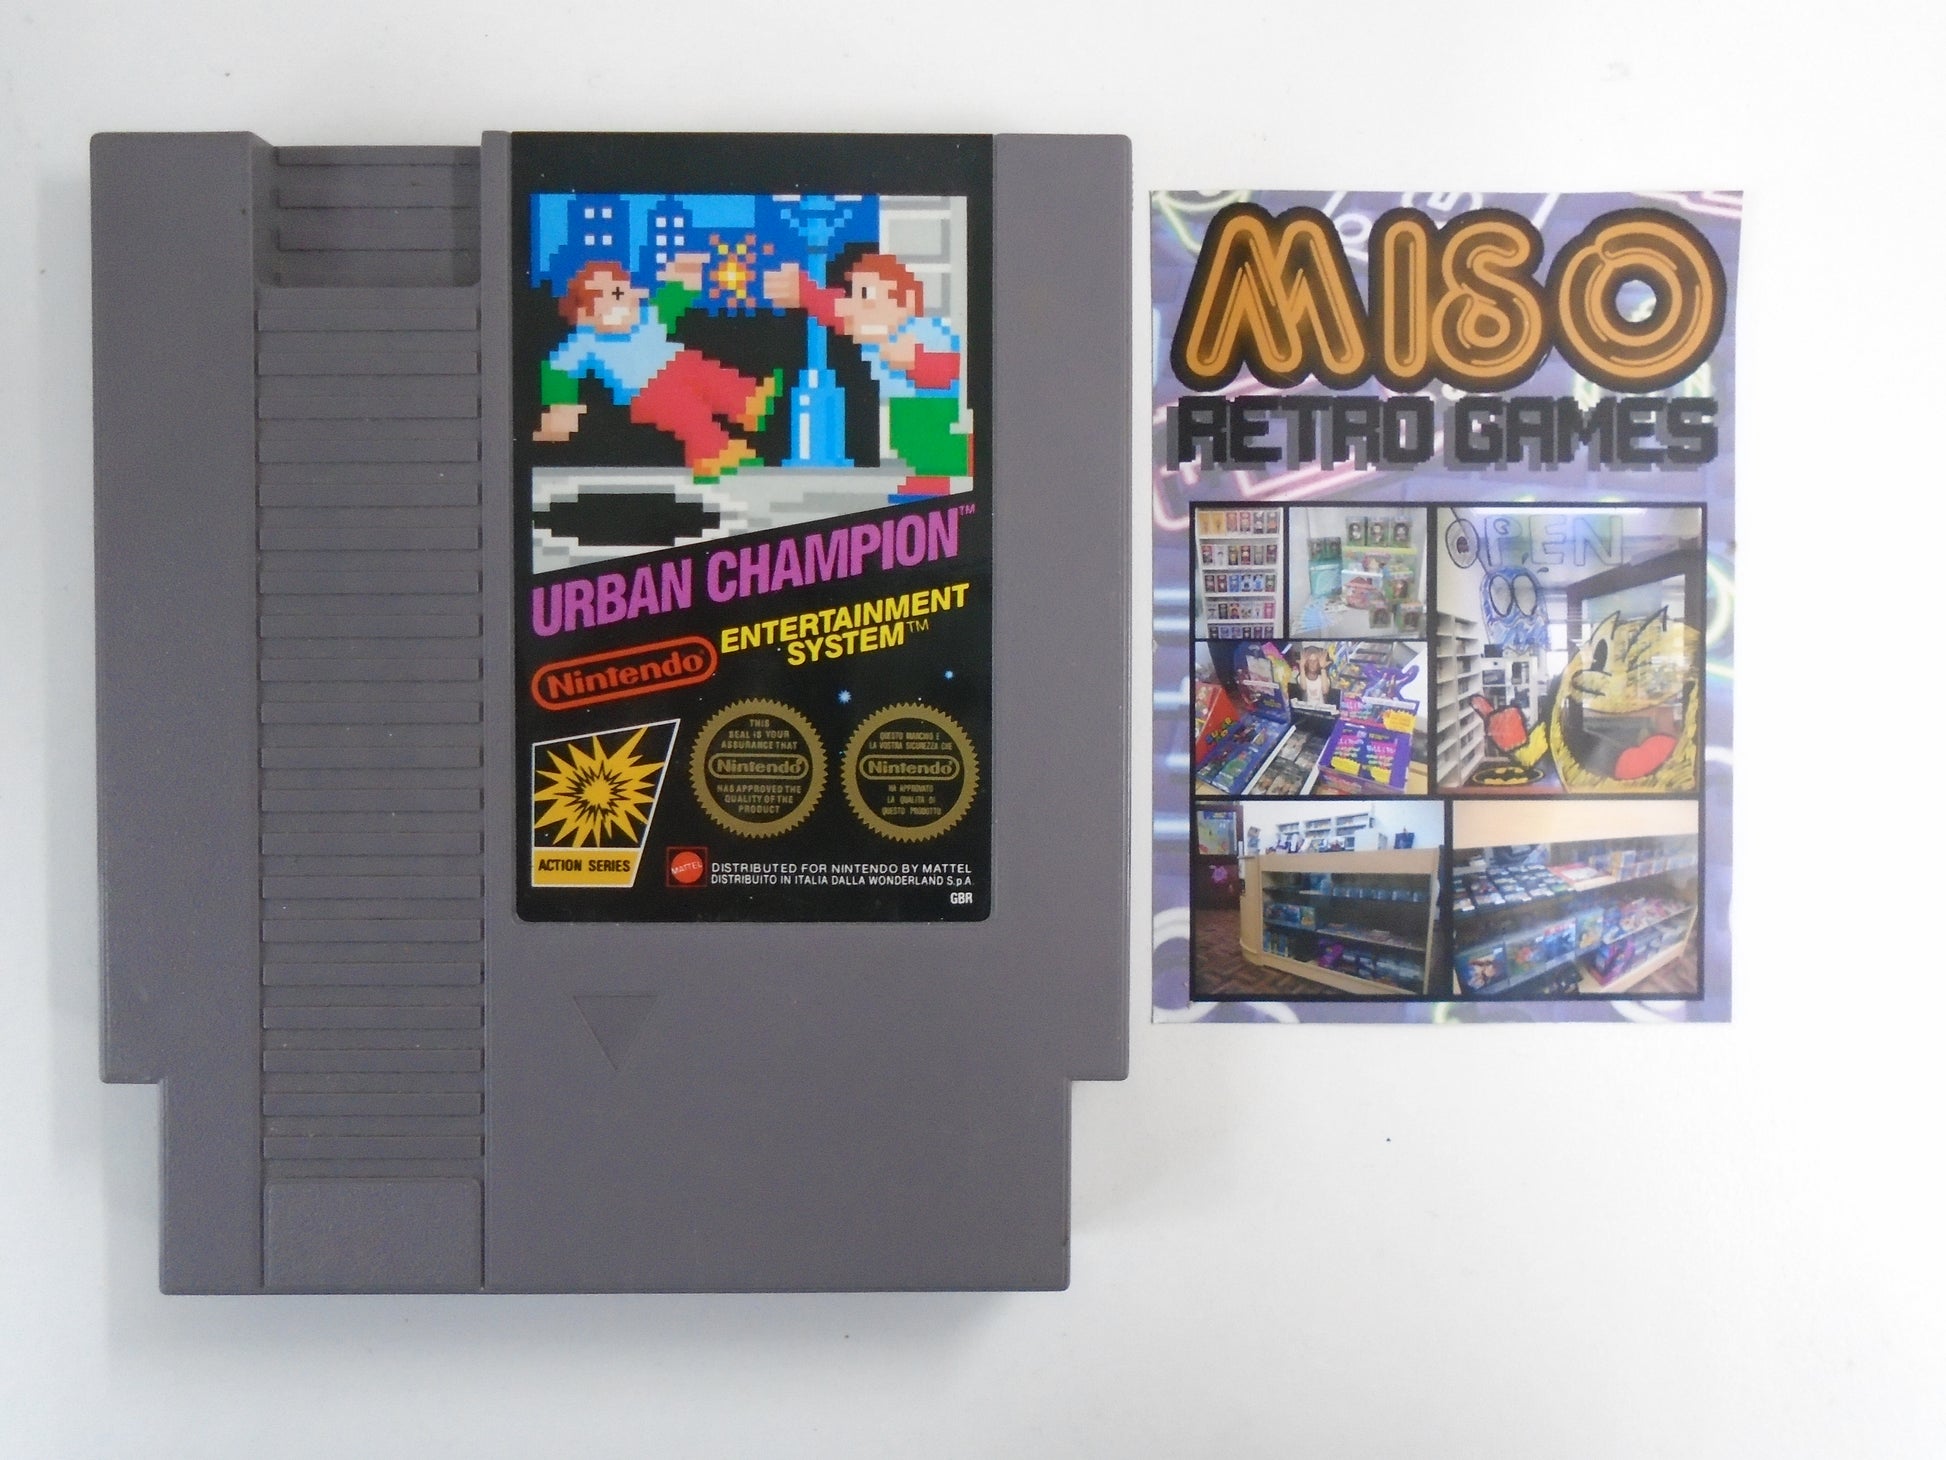 URBAN CHAMPION™
Nintendo®
ENTERTAINMENT
SYSTEM™
ACTION SERIES
THIS
SEAL IS YOUR
ASSURANCE THAT
Nintendo®
HAS APPROVED THE
QUALITY OF THE
PRODUCT
QUESTO MARCHIO È
LA VOSTRA SICUREZZA CHE
Nintendo®
HA APPROVATO
LA QUALITÀ DI
QUESTO PRODOTTO
MATTEL
DISTRIBUTED FOR NINTENDO BY MATTEL
DISTRIBUITO IN ITALIA DALLA WONDERLAND S.p.A.
GBR
MISO
RETRO GAMES
OPEN